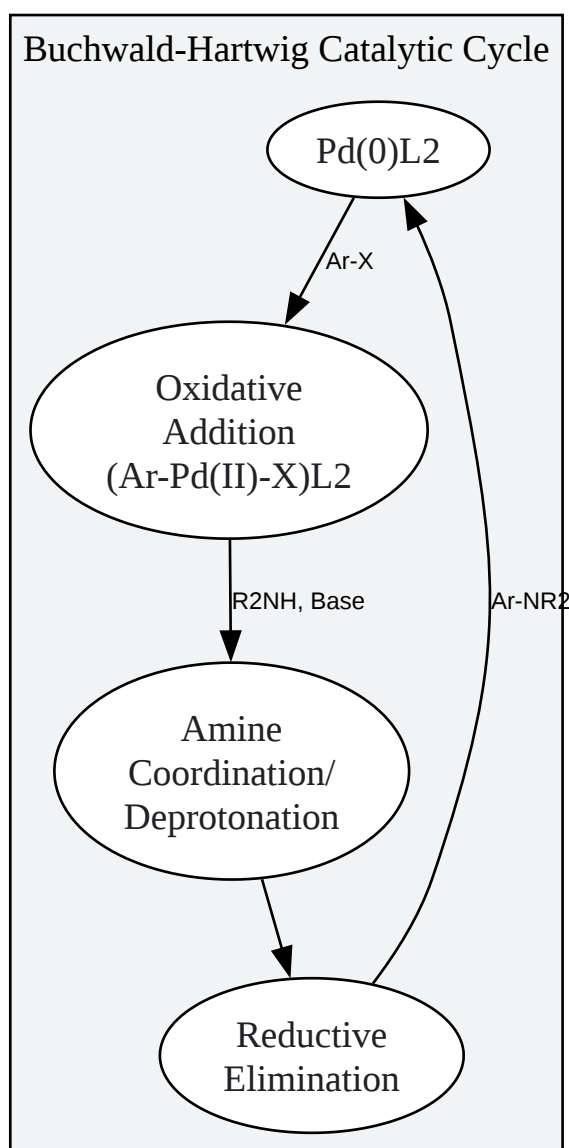 Buchwald-Hartwig Catalytic Cycle
Pd(0)L2
Ar-X
Oxidative
Addition
(Ar-Pd(II)-X)L2
R2NH, Base
Ar-NR2
Amine
Coordination/
Deprotonation
Reductive
Elimination